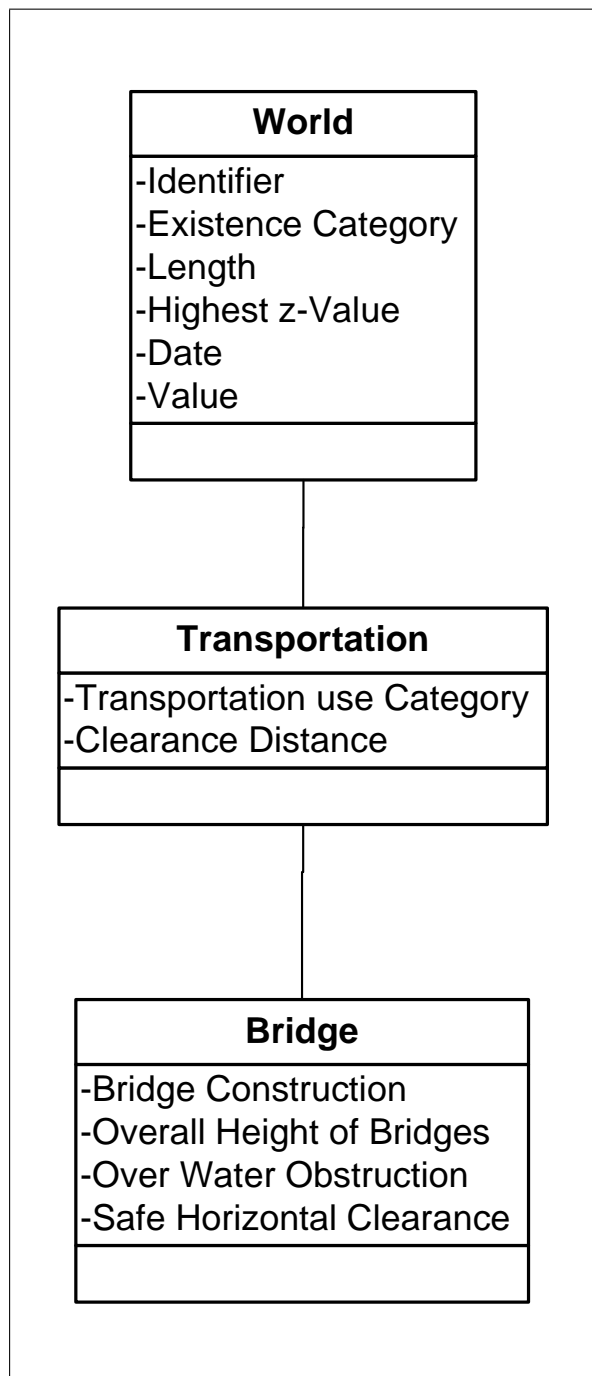 World
-Identifier
-Existence Category
-Length
-Highest z-Value
-Date
-Value
Transportation
-Transportation use Category
-Clearance Distance
Bridge
-Bridge Construction
-Overall Height of Bridges
-Over Water Obstruction
-Safe Horizontal Clearance